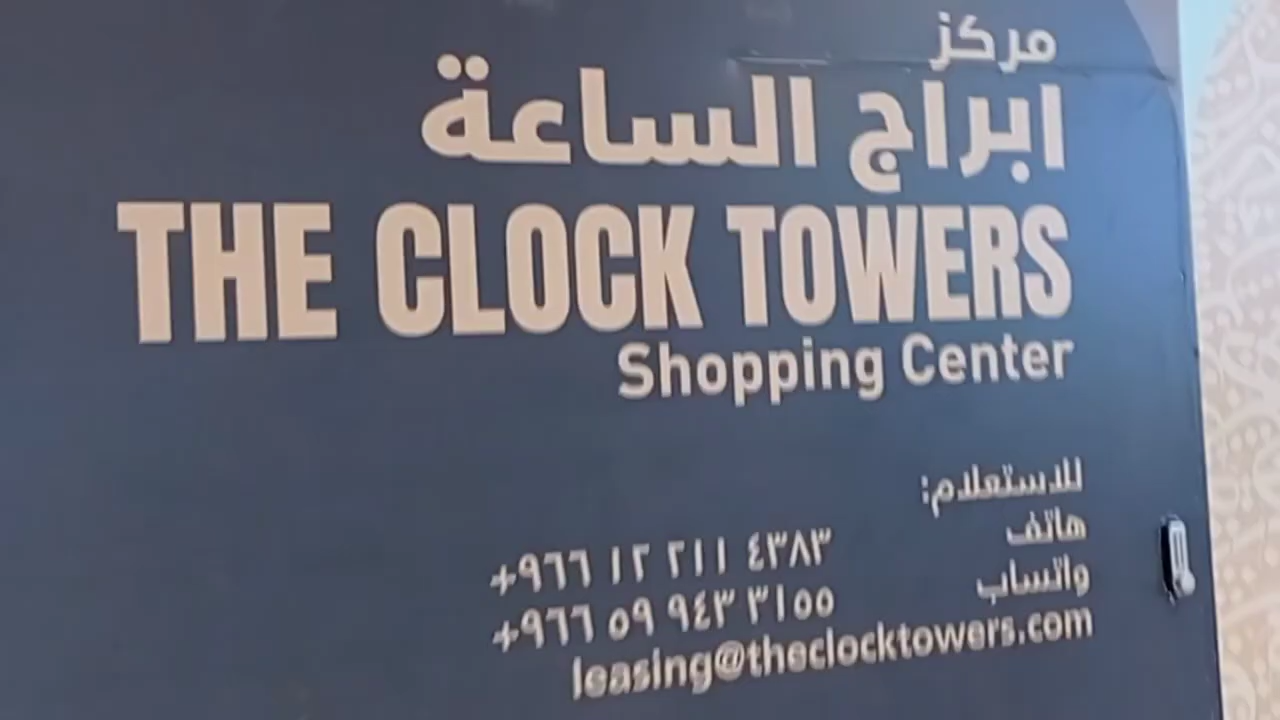 مركز
ابراج الساعة
THE CLOCK TOWERS
Shopping Center
للاستعلام:
هاتف +٩٦٦ ١٢ ٢١١ ٤٣٨٣
واتساب +٩٦٦ ٥٩ ٩٤٣ ٣١٥٥
leasing@theclocktowers.com